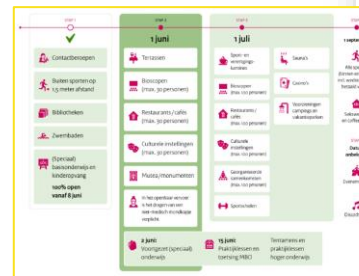 STAP 1
Contactberoepen
Buiten sporten op
1,5 meter afstand
Bibliotheken
Zwembaden
(Speciaal)
basisonderwijs en
kinderopvang
100% open
vanaf 8 juni
STAP 2
1 juni
Terrassen
Bioscopen
(max. 30 personen)
Restaurants/cafés
(max. 30 personen)
Culturele instellingen
(max. 30 personen)
Musea/monumenten
In het openbaar vervoer
is het dragen van een
niet-medisch mondkapje
verplicht
2 juni:
Voortgezet (speciaal)
onderwijs
STAP 3
1 juli
Sport- en
verenigings-
kantines
Bioscopen
(max. 100 personen)
Restaurants/
cafés
(max. 100 personen)
Culturele
instellingen
(max. 100 personen)
Georganiseerde
samenkomsten
(max. 100 personen)
Sportscholen
Sauna's
Casino's
Voorzieningen
campings en
vakantieparken
15 juni:
Praktijklessen en
toetsing MBO
Tentamens en
praktijklessen
hoger onderwijs
1 septem